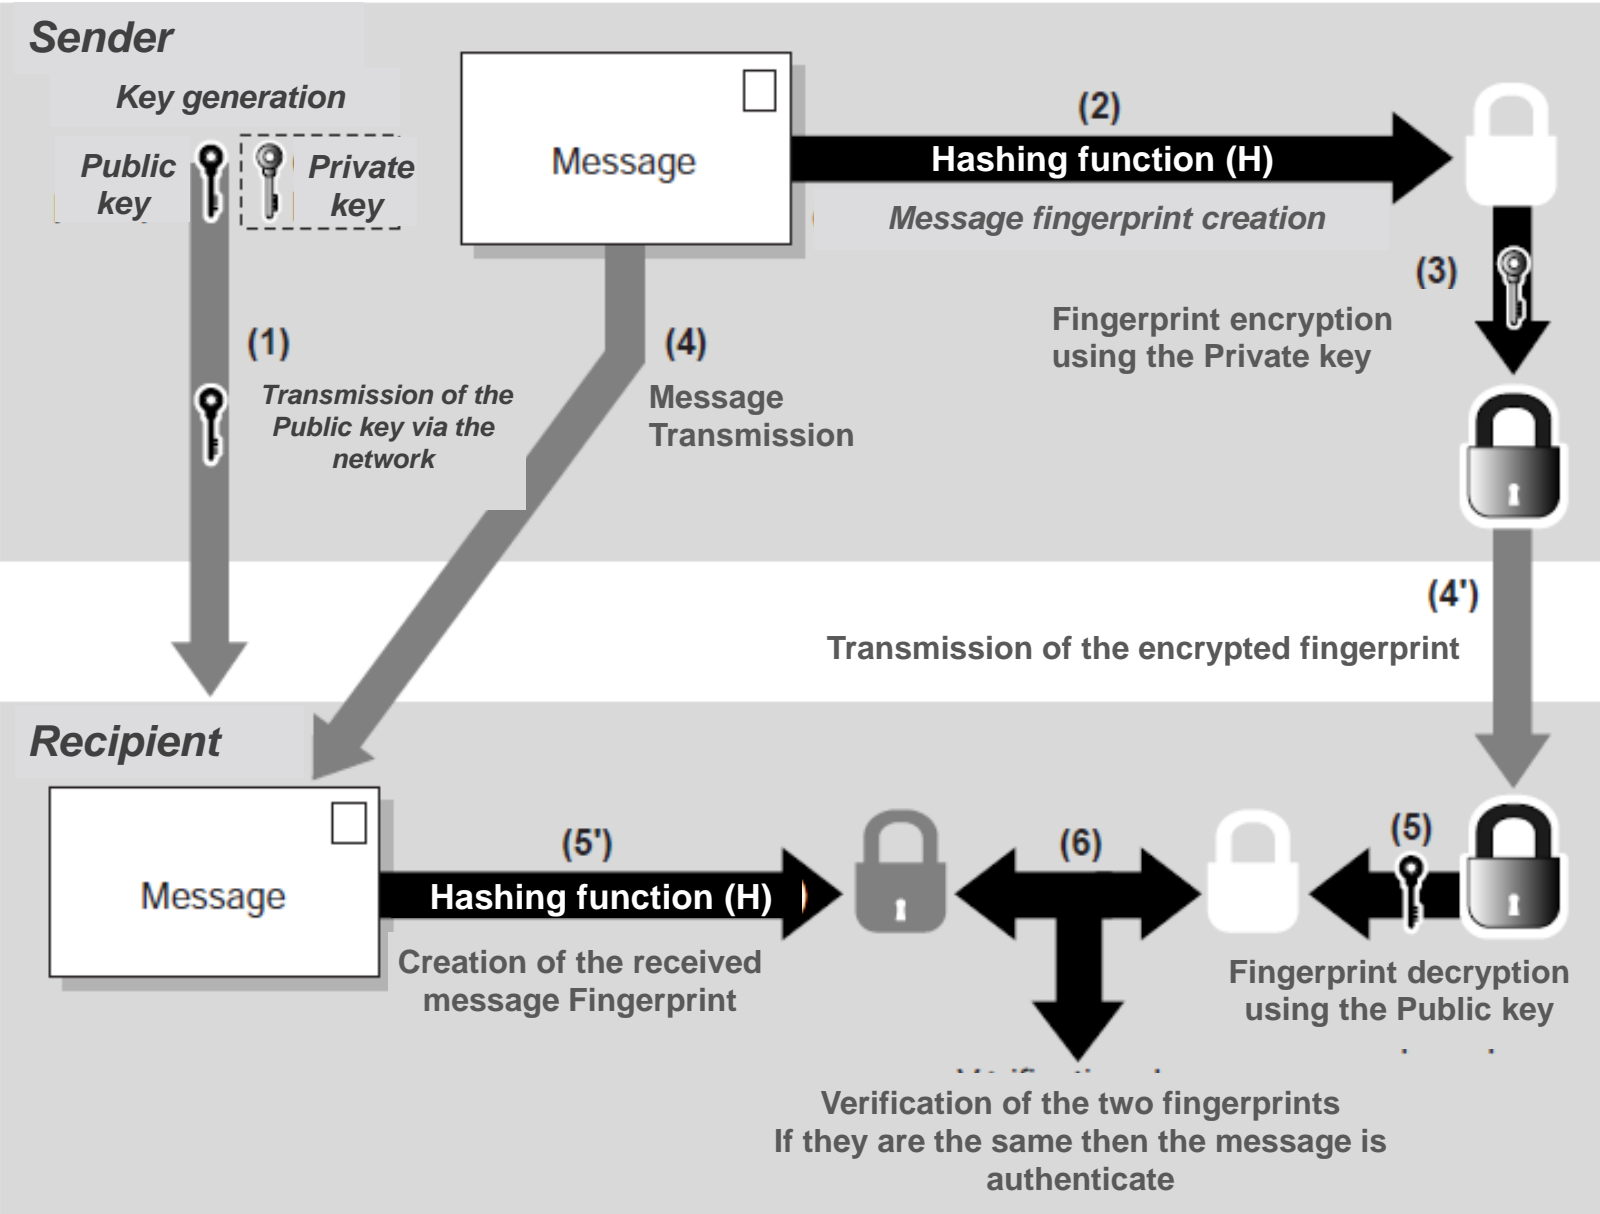 Sender
Key generation
Public
key
Private
key
Message
(2)
Hashing function (H)
Message fingerprint creation
(3)
Fingerprint encryption
using the Private key
(1)
Transmission of the
Public key via the
network
(4)
Message
Transmission
(4')
Transmission of the encrypted fingerprint
Recipient
Message
(5')
Hashing function (H)
Creation of the received
message Fingerprint
(6)
(5)
Fingerprint decryption
using the Public key
Verification of the two fingerprints
If they are the same then the message is
authenticate